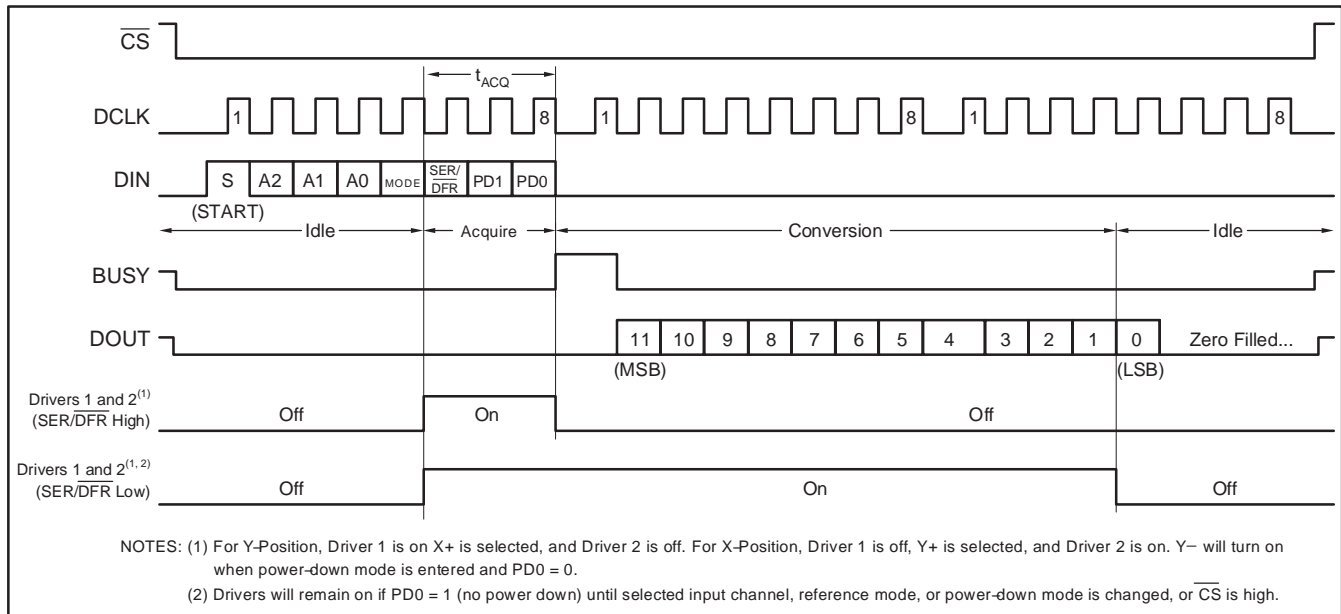 CS
tACQ
DCLK 1 8 1 8 1 8
DIN S A2 A1 A0 MODE SER/DFR PD1 PD0
(START)
Idle Acquire Conversion Idle
BUSY
DOUT 11 10 9 8 7 6 5 4 3 2 1 0 Zero Filled...
(MSB) (LSB)
Drivers 1 and 2(1)
(SER/DFR High) Off On Off
Drivers 1 and 2(1, 2)
(SER/DFR Low) Off On Off
NOTES: (1) For Y-Position, Driver 1 is on X+ is selected, and Driver 2 is off. For X-Position, Driver 1 is off, Y+ is selected, and Driver 2 is on. Y− will turn on
when power-down mode is entered and PD0 = 0.
(2) Drivers will remain on if PD0 = 1 (no power down) until selected input channel, reference mode, or power-down mode is changed, or CS is high.